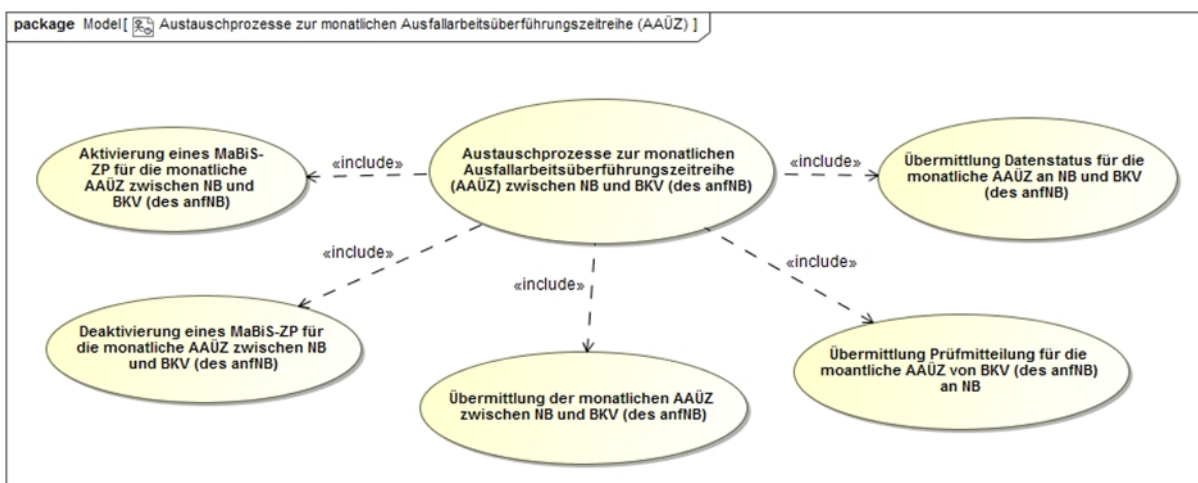 package Model[ Austauschprozesse zur monatlichen Ausfallarbeitsüberführungszeitreihe (AAÜZ) ]
Aktivierung eines MaBiS-
ZP für die monatliche
AAÜZ zwischen NB und
BKV (des anfNB)
«include»
Austauschprozesse zur monatlichen
Ausfallarbeitsüberführungszeitreihe
(AAÜZ) zwischen NB und BKV (des anfNB)
«include»
Übermittlung Datenstatus für die
monatliche AAÜZ an NB und BKV
(des anfNB)
«include»
«include»
«include»
Deaktivierung eines MaBiS-ZP für
die monatliche AAÜZ zwischen NB
und BKV (des anfNB)
Übermittlung der monatlichen AAÜZ
zwischen NB und BKV (des anfNB)
Übermittlung Prüfmitteilung für die
moantliche AAÜZ von BKV (des anfNB)
an NB